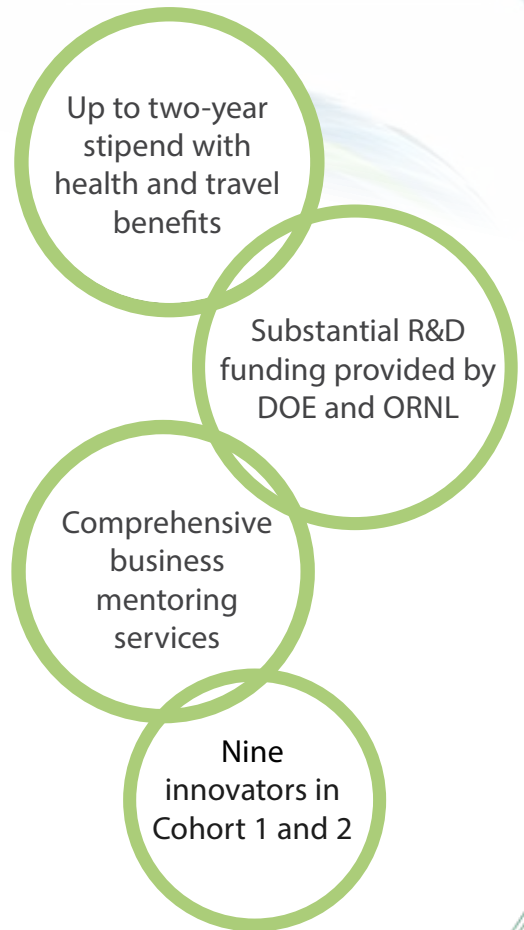 Up to two-year
stipend with
health and travel
benefits
Substantial R&D
funding provided by
DOE and ORNL
Comprehensive
business
mentoring
services
Nine
innovators in
Cohort 1 and 2